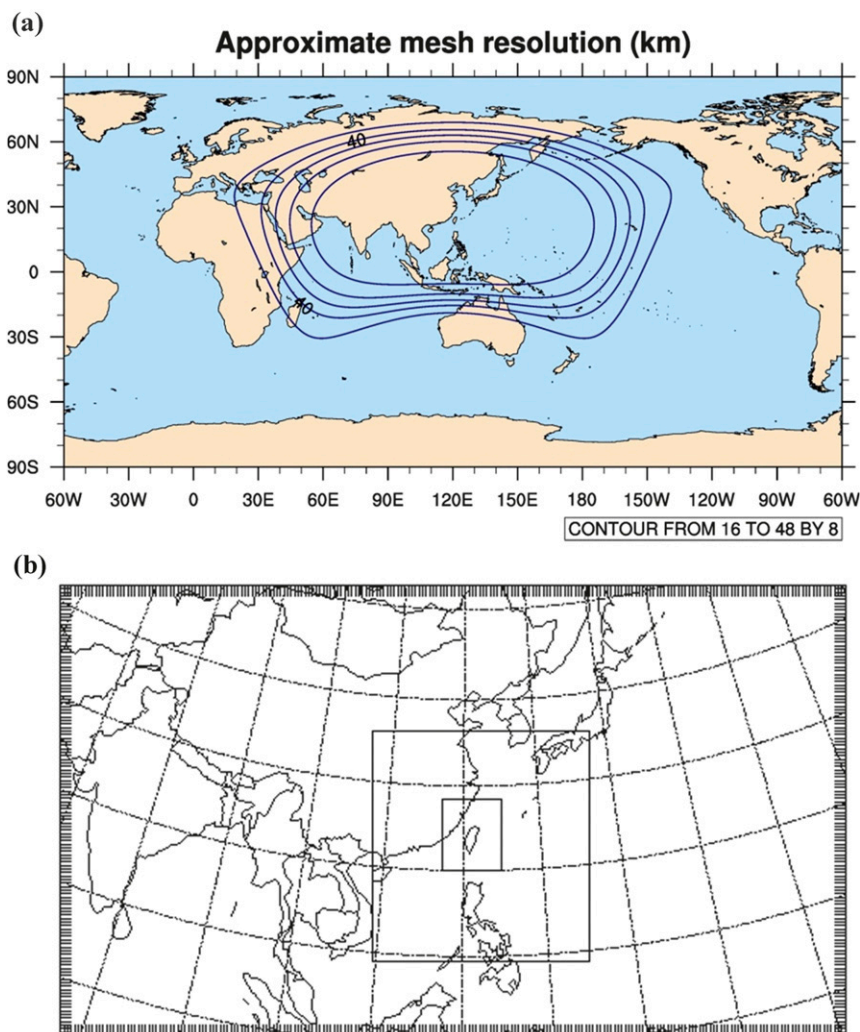 (a)
Approximate mesh resolution (km)
90N
60N
40
30N
0
40
30S
60S
90S
60W 30W 0 30E 60E 90E 120E 150E 180 150W 120W 90W 60W
CONTOUR FROM 16 TO 48 BY 8
(b)